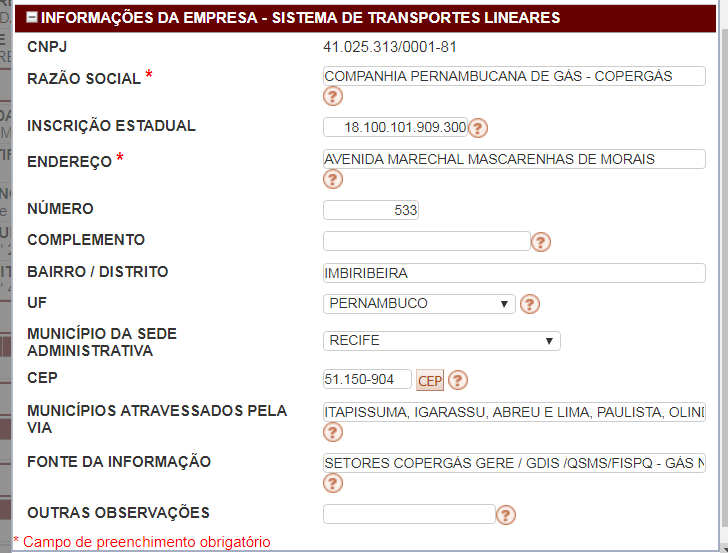 INFORMAÇÕES DA EMPRESA - SISTEMA DE TRANSPORTES LINEARES
CNPJ 41.025.313/0001-81
RAZÃO SOCIAL * COMPANHIA PERNAMBUCANA DE GÁS - COPERGÁS
?
INSCRIÇÃO ESTADUAL 18.100.101.909.300 ?
ENDEREÇO * AVENIDA MARECHAL MASCARENHAS DE MORAIS
?
NÚMERO 533
COMPLEMENTO ?
BAIRRO / DISTRITO IMBIRIBEIRA
UF PERNAMBUCO ?
MUNICÍPIO DA SEDE
ADMINISTRATIVA RECIFE
CEP 51.150-904 CEP ?
MUNICÍPIOS ATRAVESSADOS PELA
VIA ITAPISSUMA, IGARASSU, ABREU E LIMA, PAULISTA, OLIND
?
FONTE DA INFORMAÇÃO SETORES COPERGÁS GERE / GDIS /QSMS/FISPQ - GÁS N
?
OUTRAS OBSERVAÇÕES ?
* Campo de preenchimento obrigatório